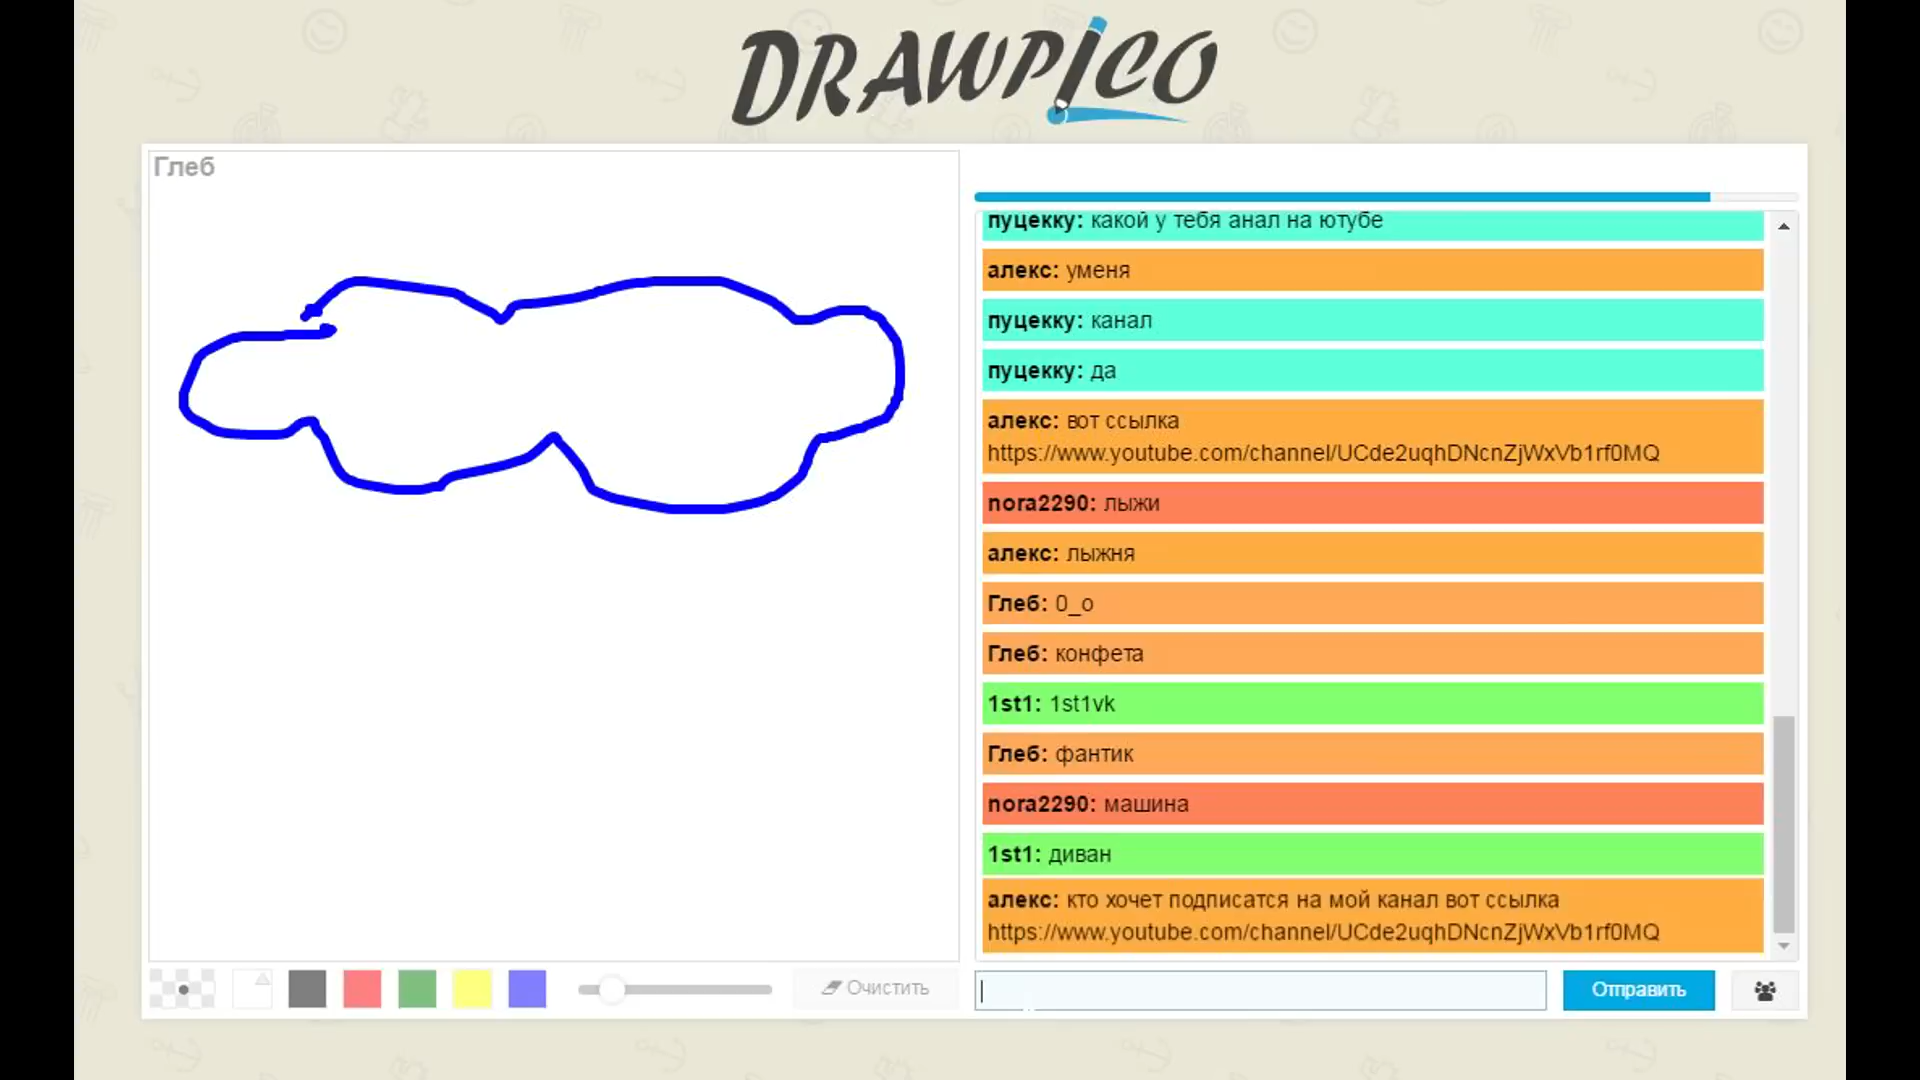 DRAWPICO
Глеб
пуцекку: какой у тебя анал на ютубе
алекс: уменя
пуцекку: канал
пуцекку: да
алекс: вот ссылка
https://www.youtube.com/channel/UCde2uqhDNcnZjWxVb1rf0MQ
nora2290: лыжи
алекс: лыжня
Глеб: 0_o
Глеб: конфета
1st1: 1st1vk
Глеб: фантик
nora2290: машина
1st1: диван
алекс: кто хочет подписатся на мой канал вот ссылка
https://www.youtube.com/channel/UCde2uqhDNcnZjWxVb1rf0MQ
Очистить
Отправить